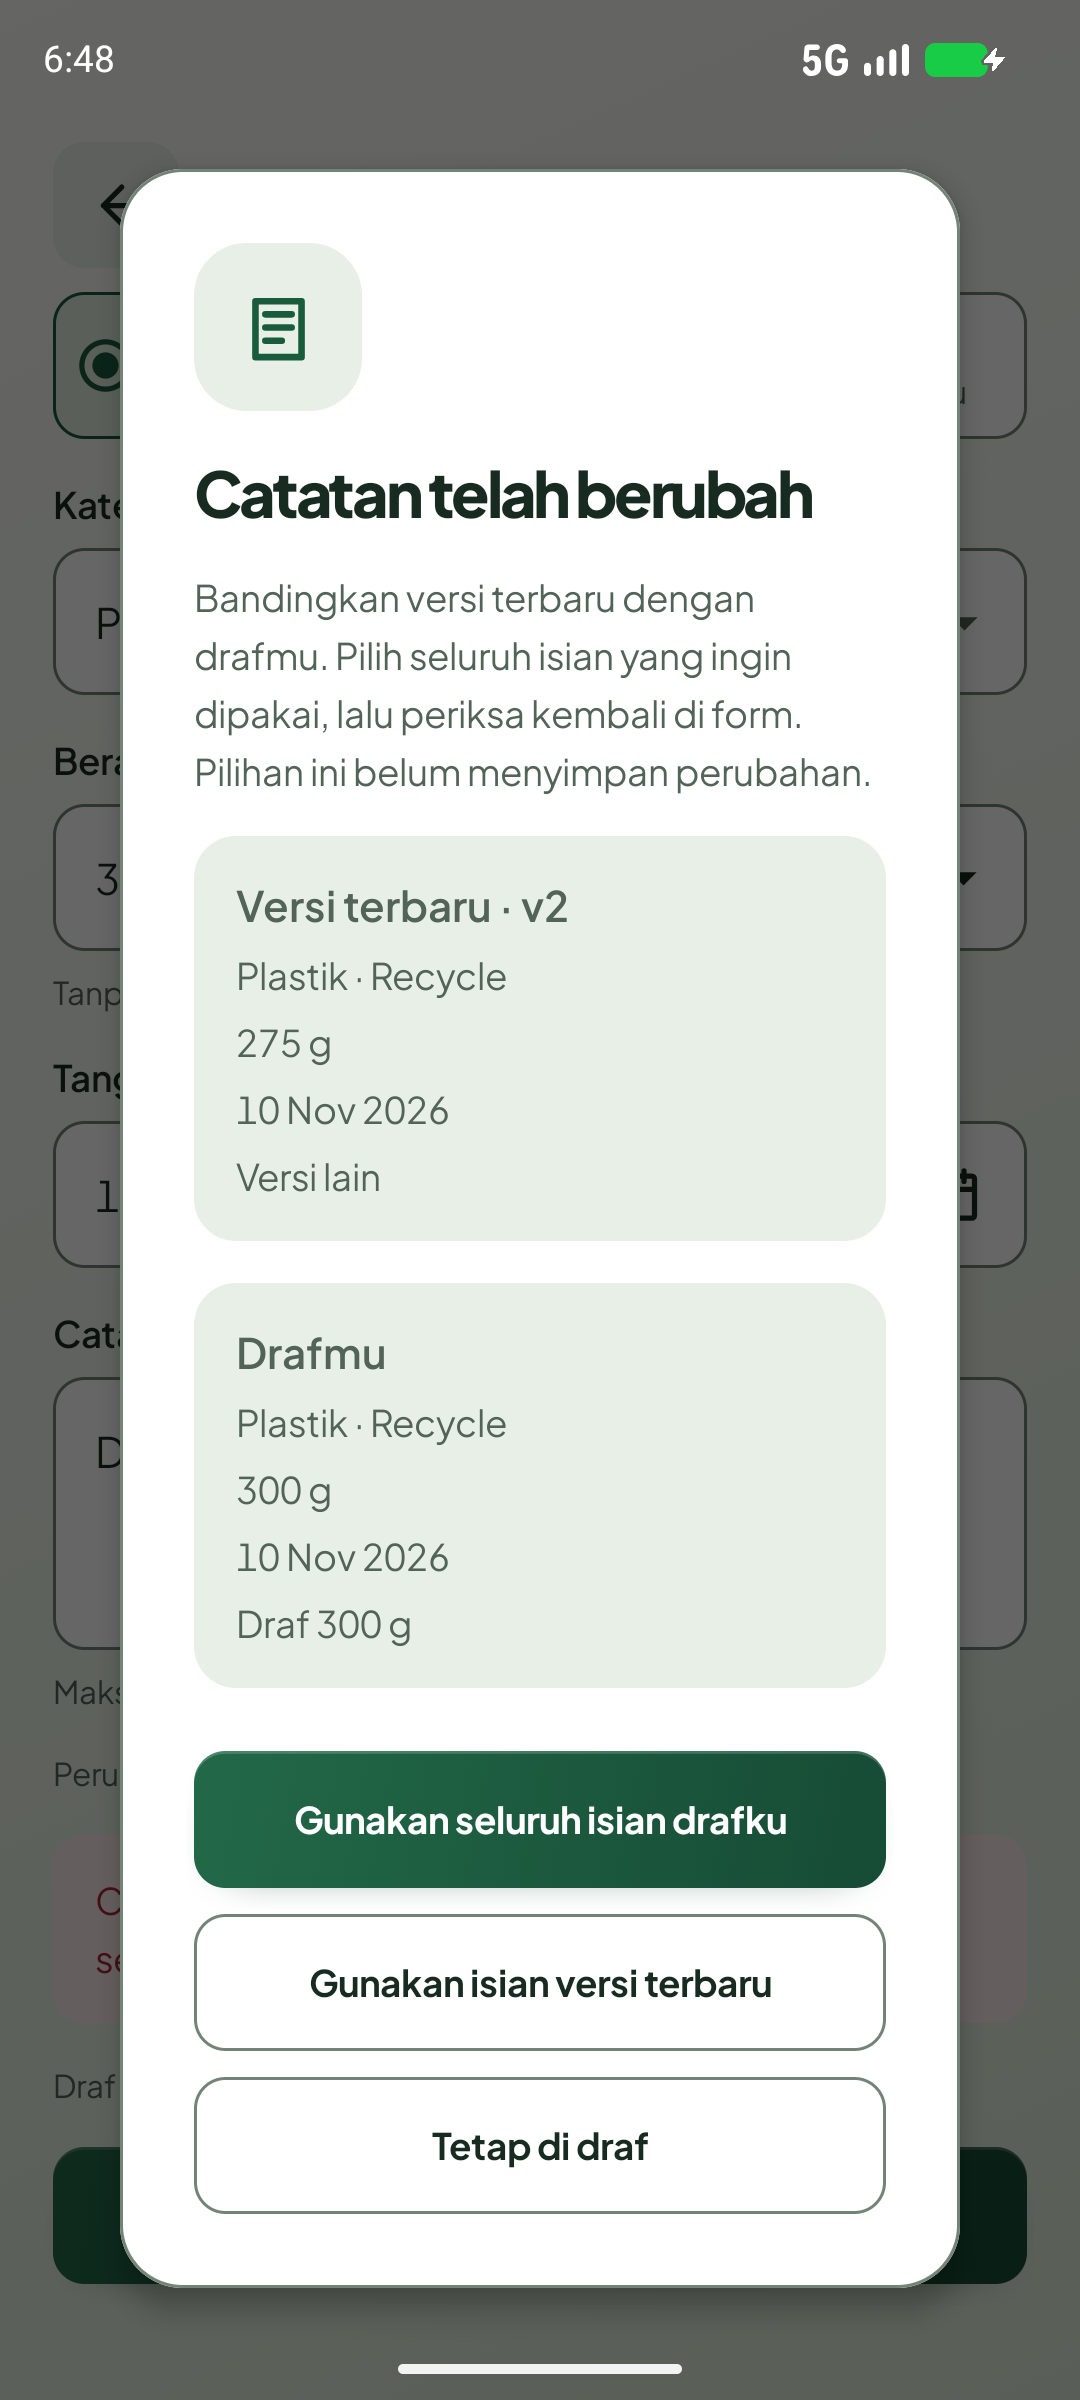 6:48
5G
Catatan telah berubah
Bandingkan versi terbaru dengan
drafmu. Pilih seluruh isian yang ingin
dipakai, lalu periksa kembali di form.
Pilihan ini belum menyimpan perubahan.
Versi terbaru · v2
Plastik · Recycle
275 g
10 Nov 2026
Versi lain
Drafmu
Plastik · Recycle
300 g
10 Nov 2026
Draf 300 g
Gunakan seluruh isian drafku
Gunakan isian versi terbaru
Tetap di draf
Draf